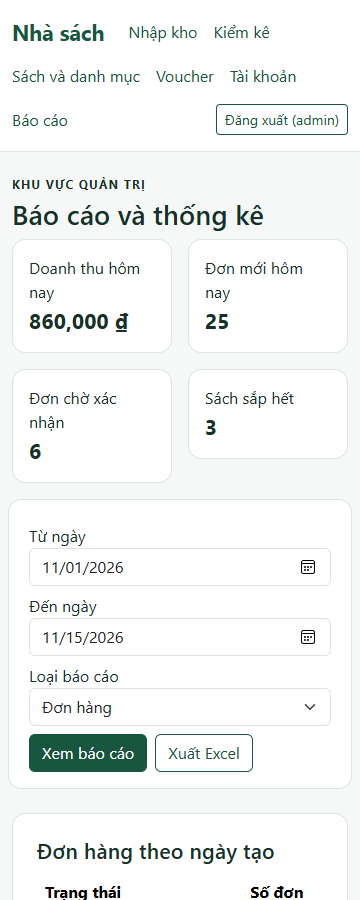 Nhà sách Nhập kho Kiểm kê
Sách và danh mục Voucher Tài khoản
Báo cáo Đăng xuất (admin)
KHU VỰC QUẢN TRỊ
Báo cáo và thống kê
Doanh thu hôm nay
860,000 ₫
Đơn mới hôm nay
25
Đơn chờ xác nhận
6
Sách sắp hết
3
Từ ngày
11/01/2026
Đến ngày
11/15/2026
Loại báo cáo
Đơn hàng
Xem báo cáo Xuất Excel
Đơn hàng theo ngày tạo
Trạng thái Số đơn